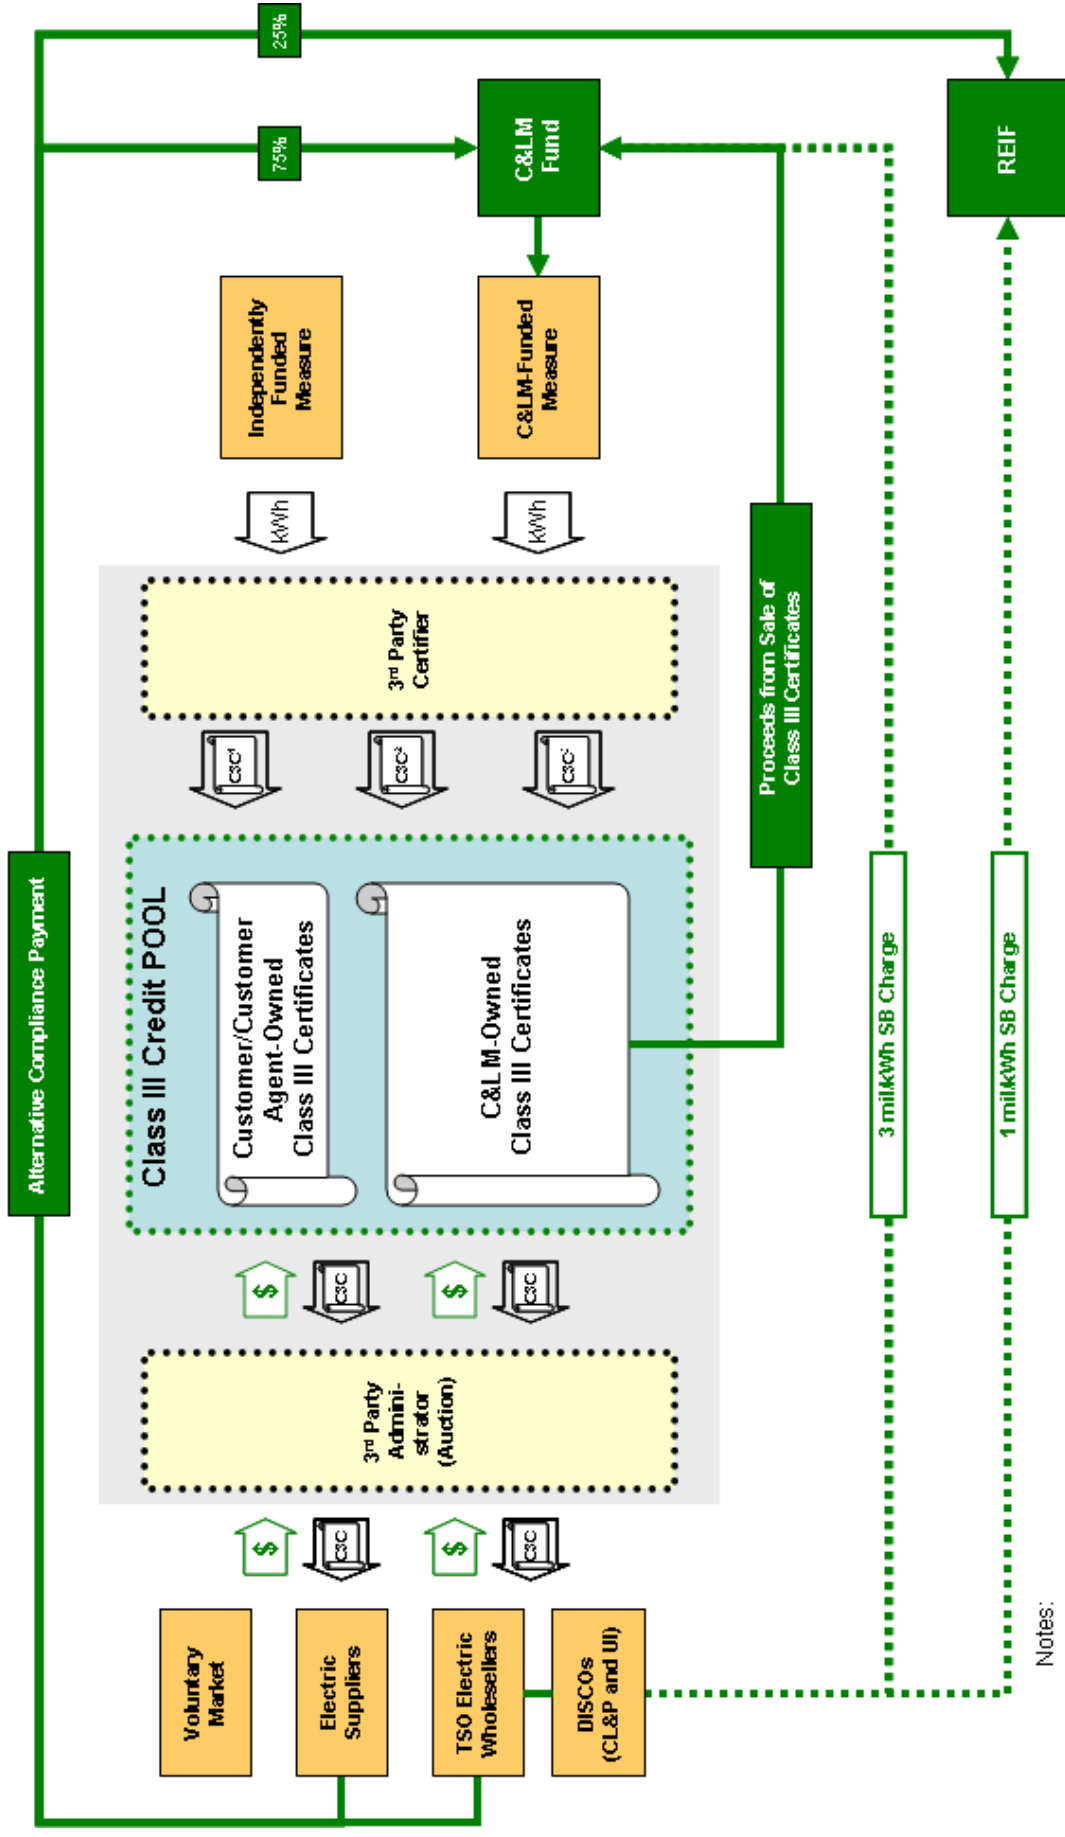 Alternative Compliance Payment
25%
75%
Class III Credit POOL
Voluntary
Market
Electric
Suppliers
TSO Electric
Wholesellers
DISCOs
(CL&P and UI)
$
C3C
$
C3C
3rd Party
Admini-
strator
(Auction)
$
C3C
$
C3C
Customer/Customer
Agent-Owned
Class III Certificates
C&LM-Owned
Class III Certificates
C3C1
C3C2
C3C
3rd Party
Certifier
kWh
kWh
Independently
Funded
Measure
C&LM-Funded
Measure
C&LM
Fund
Proceeds from Sale of
Class III Certificates
3 mil/kWh SB Charge
1 mil/kWh SB Charge
REIF
Notes: